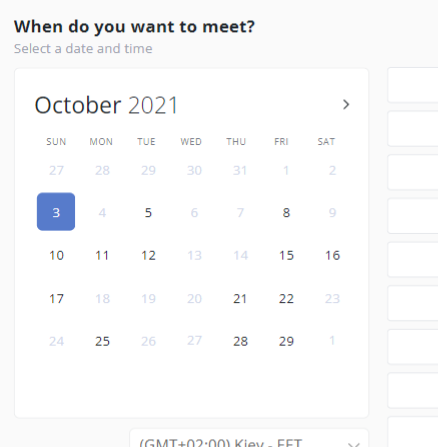 When do you want to meet?
Select a date and time
October 2021
SUN MON TUE WED THU FRI SAT
27 28 29 30 31 1 2
3 4 5 6 7 8 9
10 11 12 13 14 15 16
17 18 19 20 21 22 23
24 25 26 27 28 29 1
(GMT+02:00) Kiev - EET